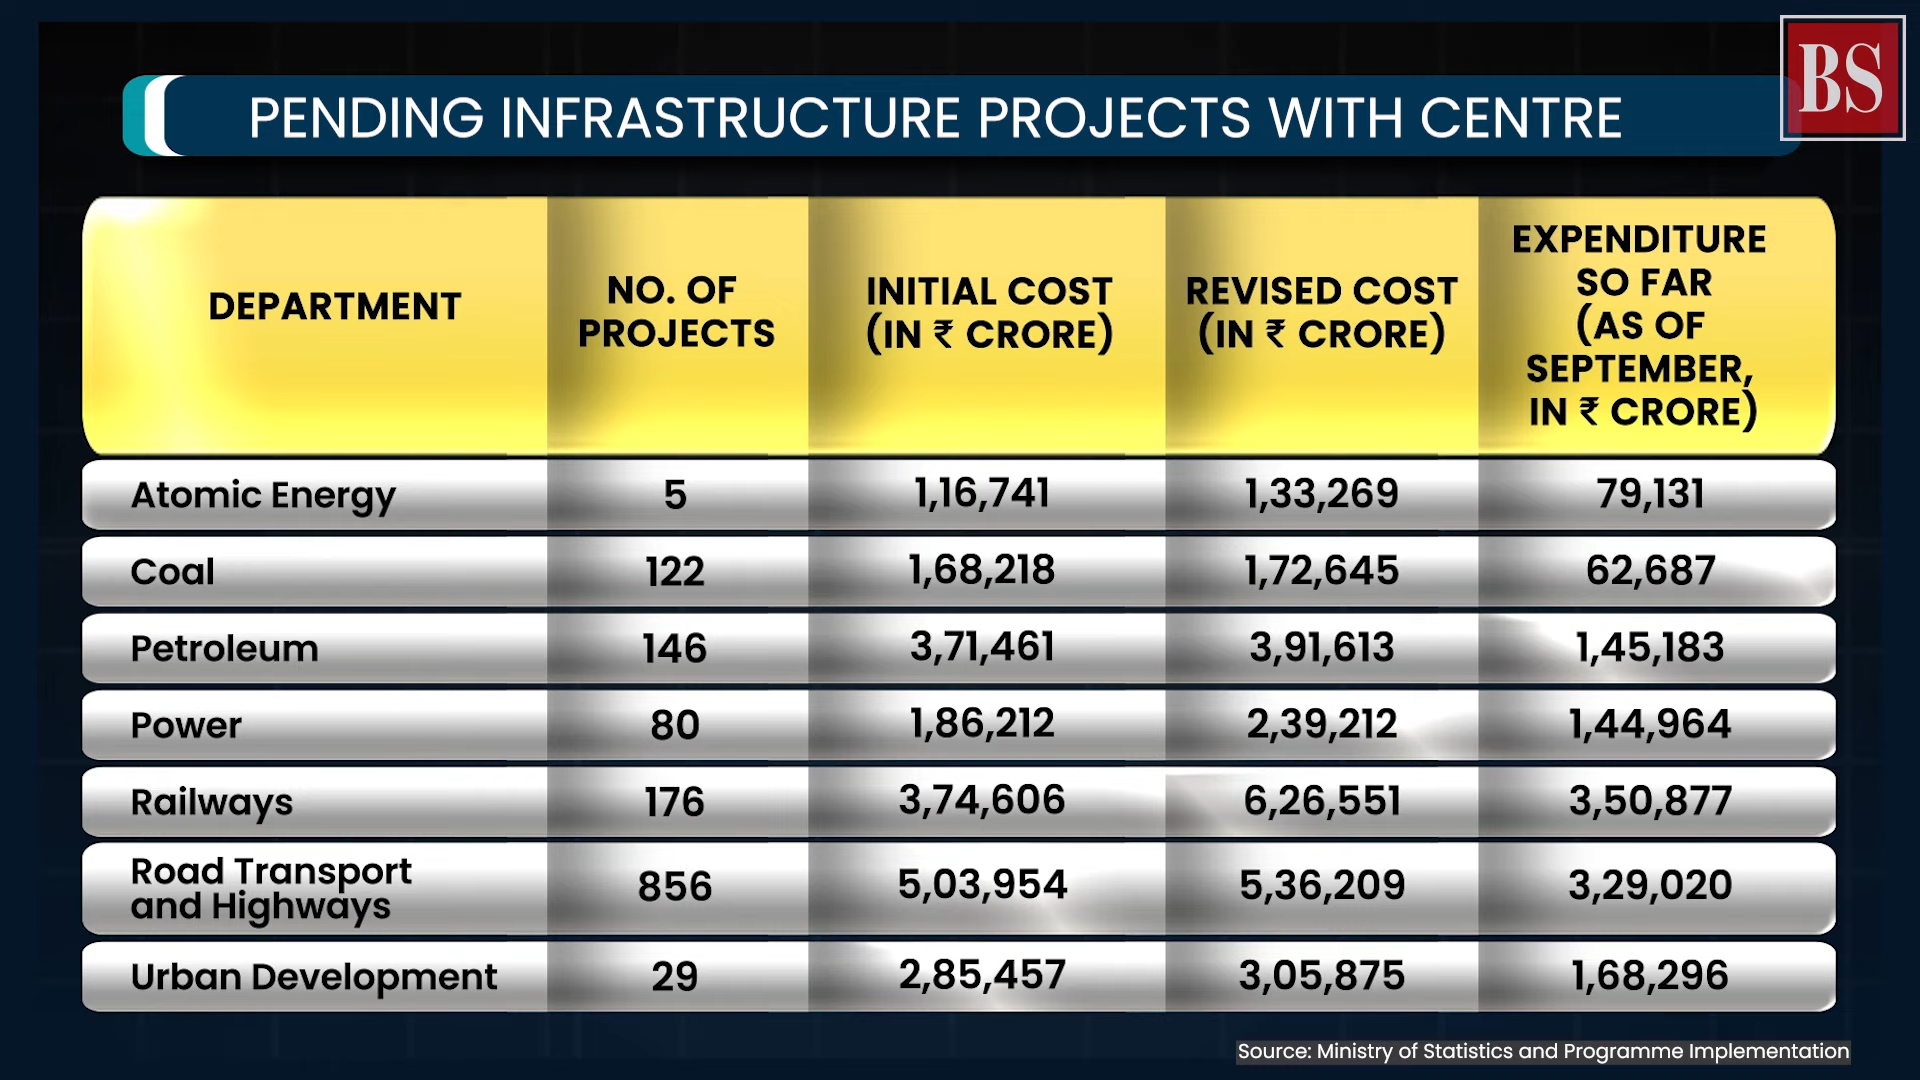 BS
PENDING INFRASTRUCTURE PROJECTS WITH CENTRE
DEPARTMENT
NO. OF
PROJECTS
INITIAL COST
(IN ₹ CRORE)
REVISED COST
(IN ₹ CRORE)
EXPENDITURE
SO FAR
(AS OF
SEPTEMBER,
IN ₹ CRORE)
Atomic Energy 5 1,16,741 1,33,269 79,131
Coal 122 1,68,218 1,72,645 62,687
Petroleum 146 3,71,461 3,91,613 1,45,183
Power 80 1,86,212 2,39,212 1,44,964
Railways 176 3,74,606 6,26,551 3,50,877
Road Transport
and Highways 856 5,03,954 5,36,209 3,29,020
Urban Development 29 2,85,457 3,05,875 1,68,296
Source: Ministry of Statistics and Programme Implementation